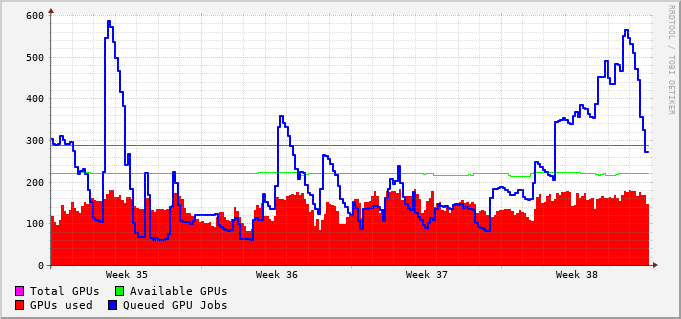 600
500
400
300
200
100
0
Week 35 Week 36 Week 37 Week 38
Total GPUs Available GPUs
GPUs used Queued GPU Jobs
RRDTOOL / TOBI OETIKER